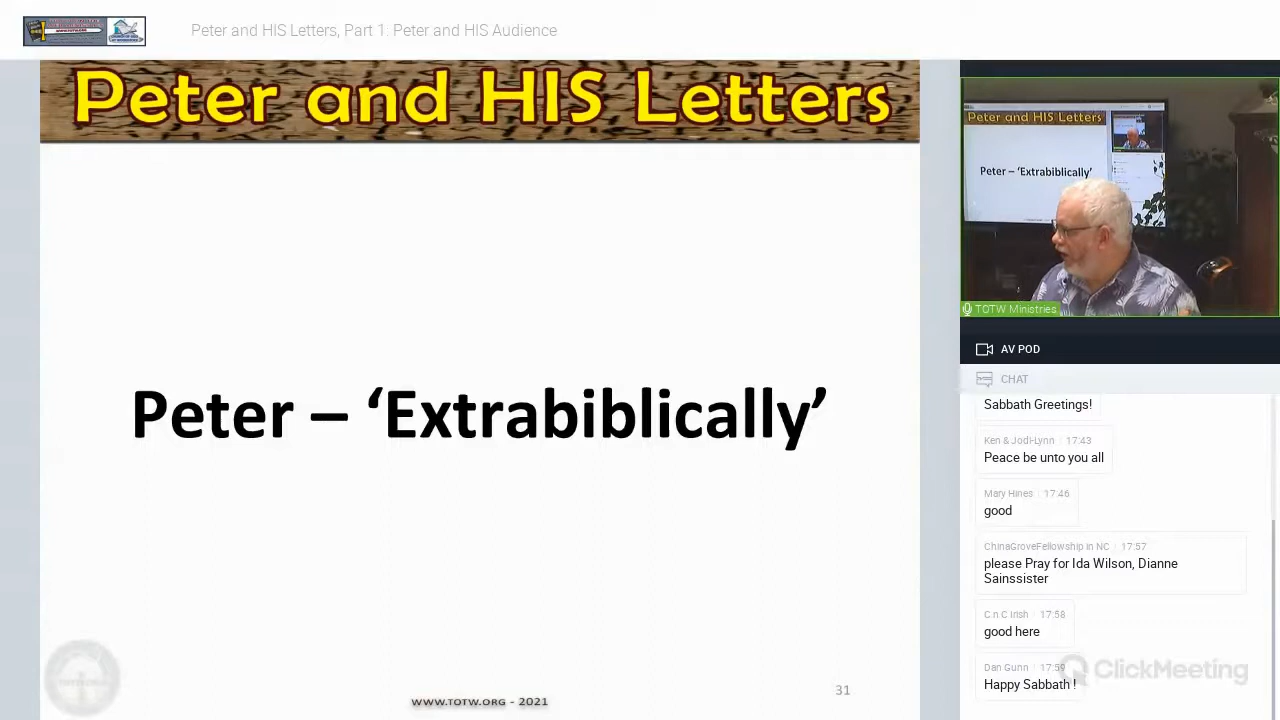 Peter and HIS Letters, Part 1: Peter and HIS Audience
Peter and HIS Letters
Peter – ‘Extrabiblically’
WWW.TOTW.ORG - 2021
31
Peter and HIS Letters
Peter – ‘Extrabiblically’
TOTW Ministries
AV POD
CHAT
Sabbath Greetings!
Ken & Jodi-Lynn 17:43
Peace be unto you all
Mary Hines 17:46
good
ChinaGroveFellowship in NC 17:57
please Pray for Ida Wilson, Dianne
Sainssister
C n C Irish 17:58
good here
Dan Gunn 17:59
Happy Sabbath !
ClickMeeting